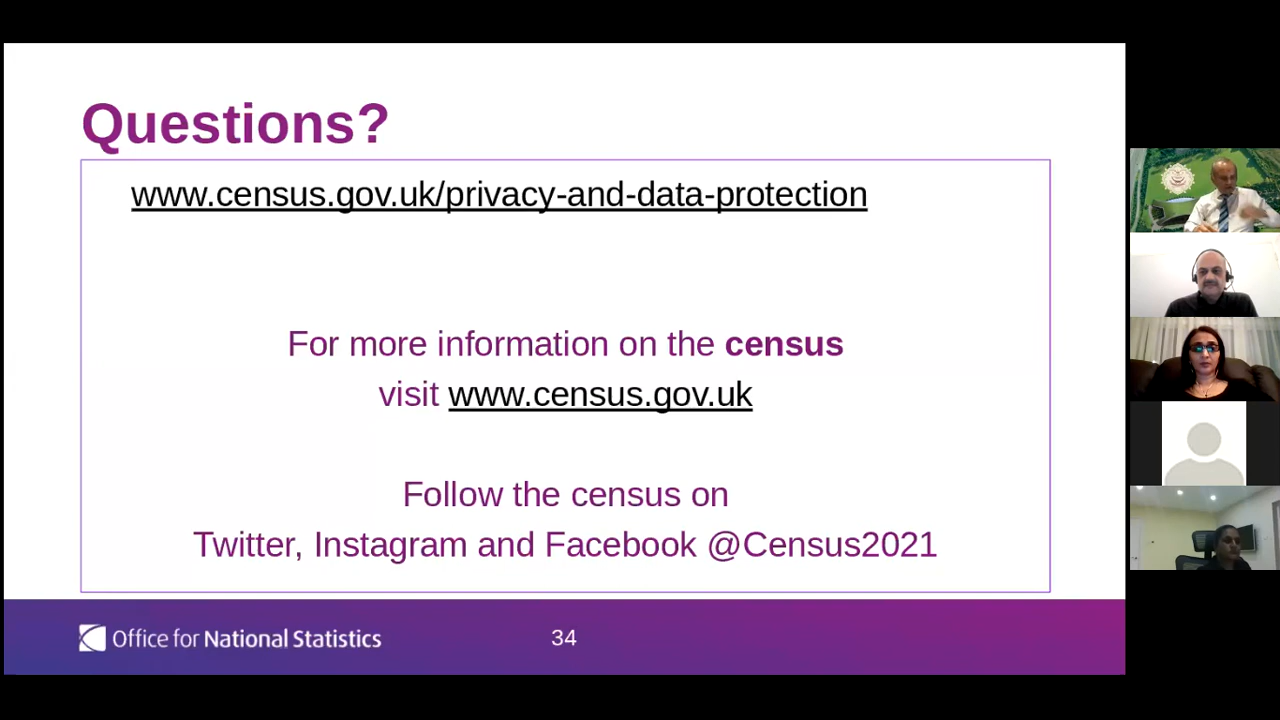 Questions?
www.census.gov.uk/privacy-and-data-protection
For more information on the census
visit www.census.gov.uk
Follow the census on
Twitter, Instagram and Facebook @Census2021
Office for National Statistics
34